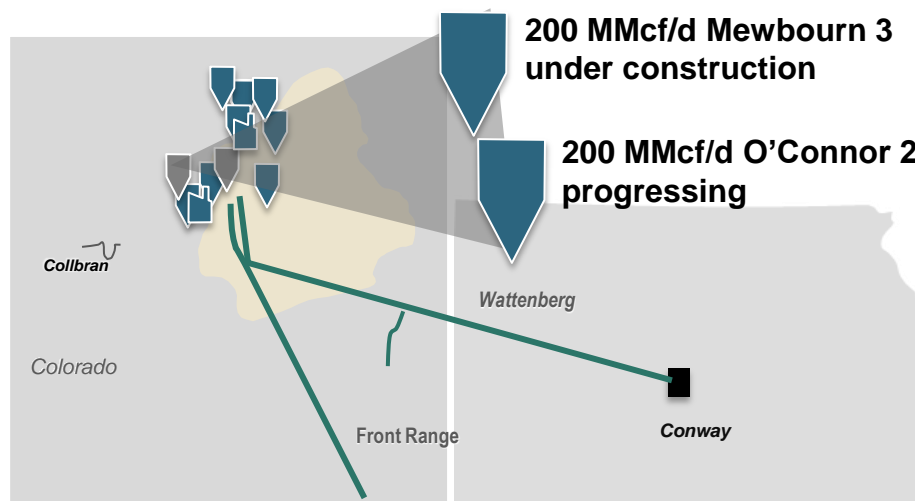 200 MMcf/d Mewbourn 3
under construction
200 MMcf/d O'Connor 2
progressing
Collbran
Wattenberg
Colorado
Front Range
Conway